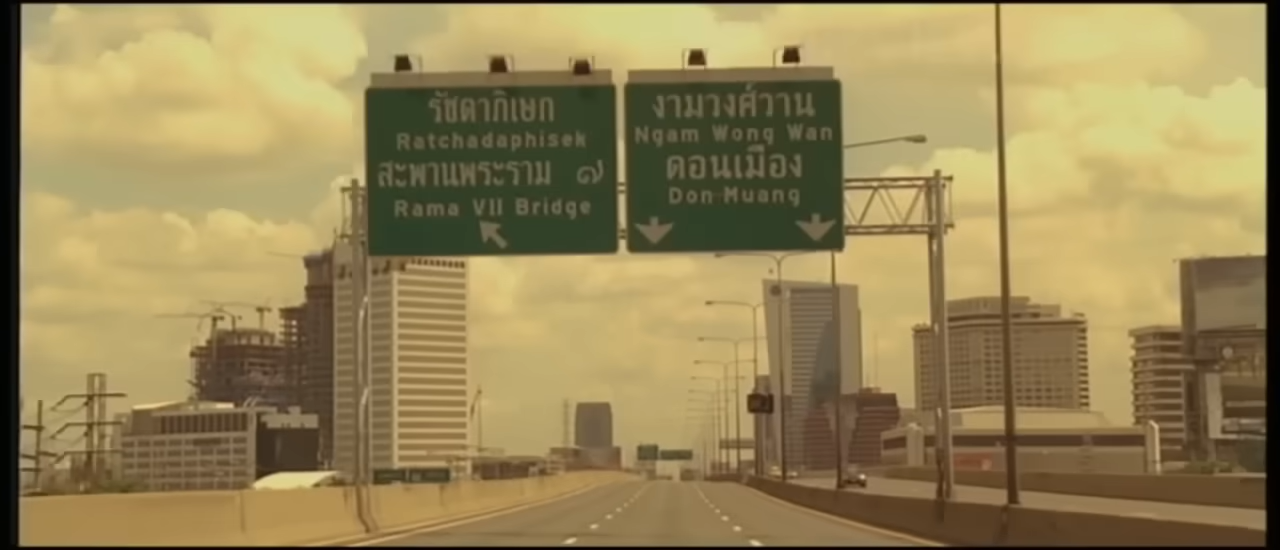 รัชดาภิเษก
Ratchadaphisek
สะพานพระราม ๗
Rama VII Bridge
งามวงศ์วาน
Ngam Wong Wan
ดอนเมือง
Don Muang